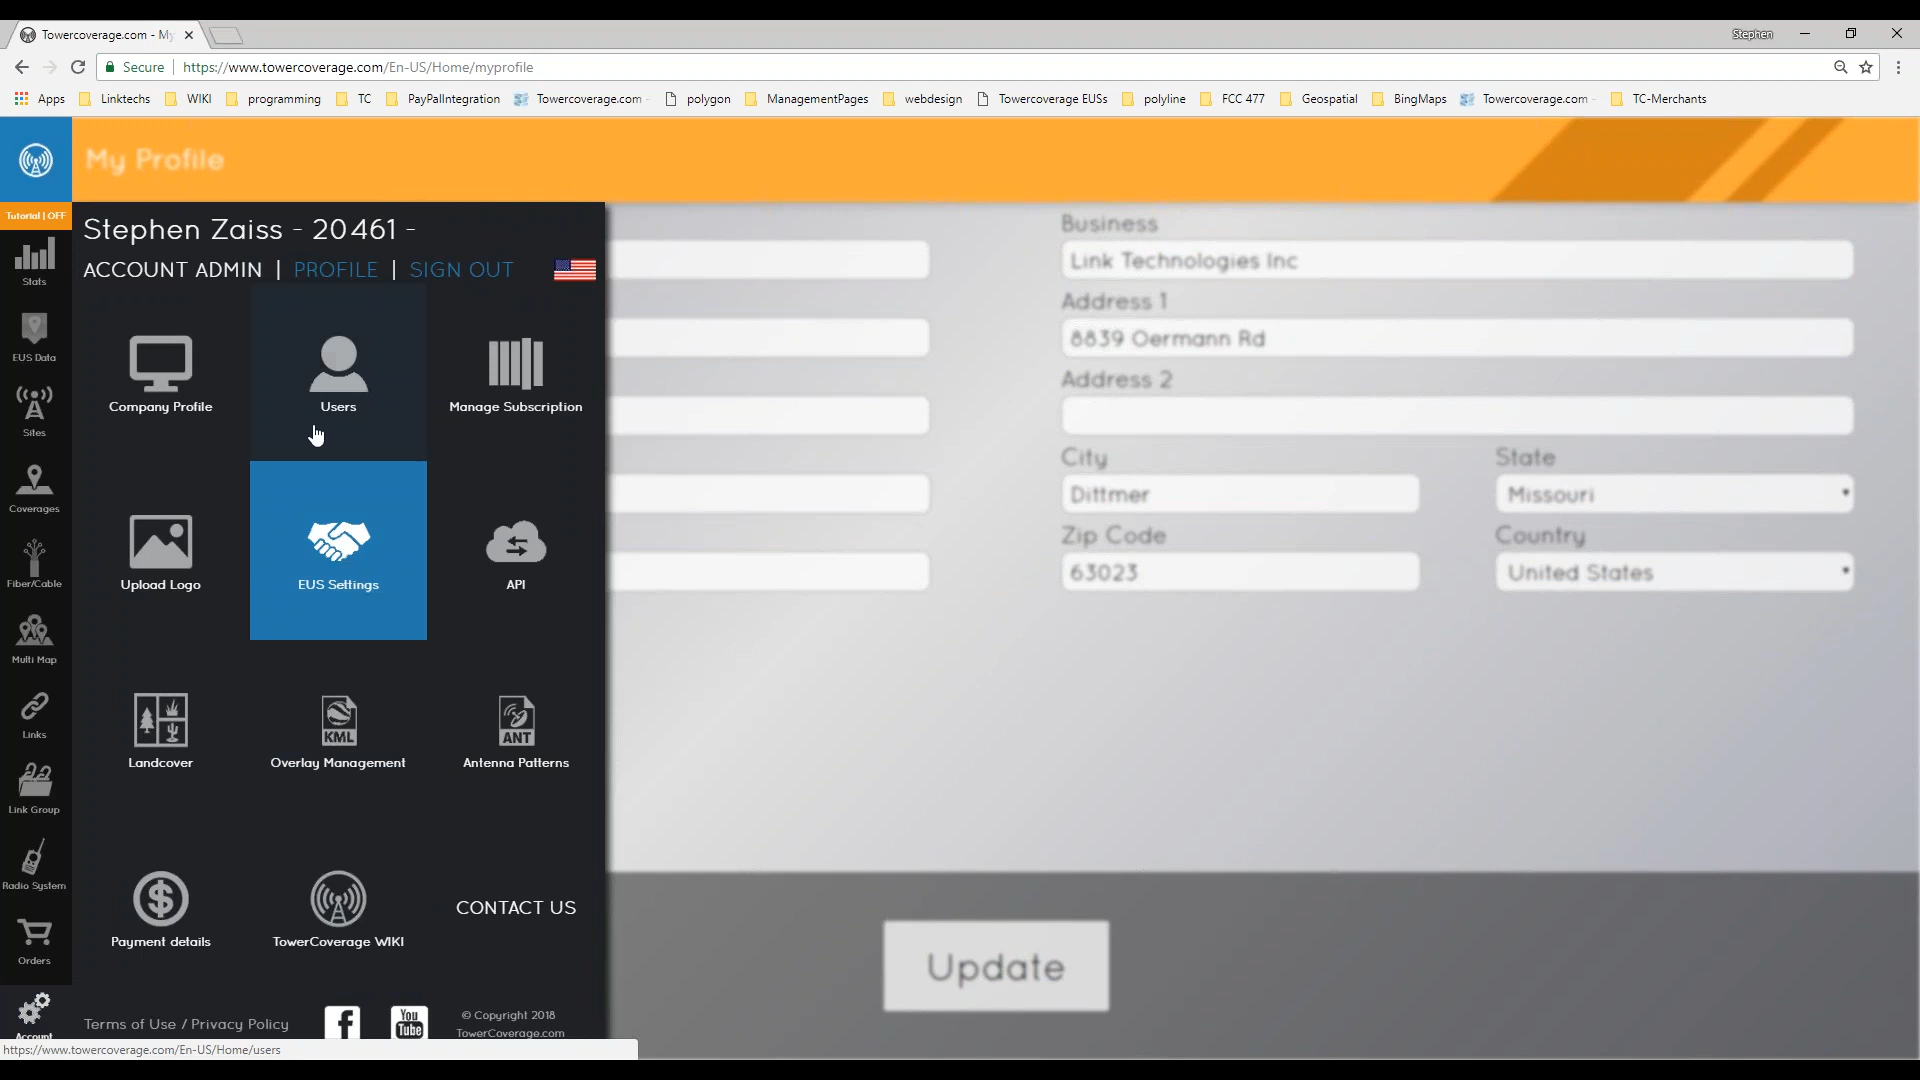 Towercoverage.com - My
Stephen
Secure
https://www.towercoverage.com/En-US/Home/myprofile
Apps
Linktechs
WIKI
programming
TC
PayPalIntegration
Towercoverage.com -
polygon
ManagementPages
webdesign
Towercoverage EUSs
polyline
FCC 477
Geospatial
BingMaps
Towercoverage.com -
TC-Merchants
My Profile
Tutorial | OFF
Stats
EUS Data
Sites
Coverages
Fiber/Cable
Multi Map
Links
Link Group
Radio System
Orders
Account
Stephen Zaiss - 20461 -
ACCOUNT ADMIN | PROFILE | SIGN OUT
Company Profile
Users
Manage Subscription
Upload Logo
EUS Settings
API
Landcover
KML
Overlay Management
ANT
Antenna Patterns
Payment details
TowerCoverage WIKI
CONTACT US
Terms of Use / Privacy Policy
You
Tube
© Copyright 2018
TowerCoverage.com
Business
Link Technologies Inc
Address 1
8839 Oermann Rd
Address 2
City
State
Dittmer
Missouri
Zip Code
Country
63023
United States
Update
https://www.towercoverage.com/En-US/Home/users